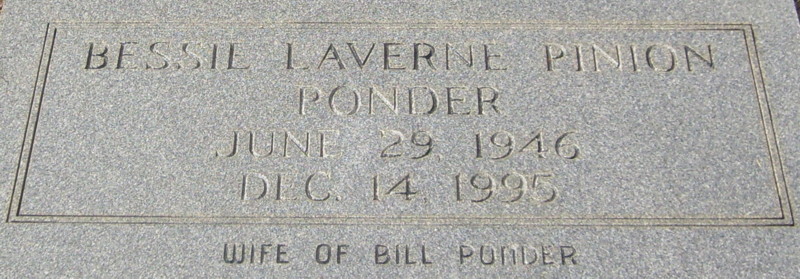 BESSIE LAVERNE PINION
PONDER
JUNE 29, 1946
DEC. 14, 1995
WIFE OF BILL PONDER